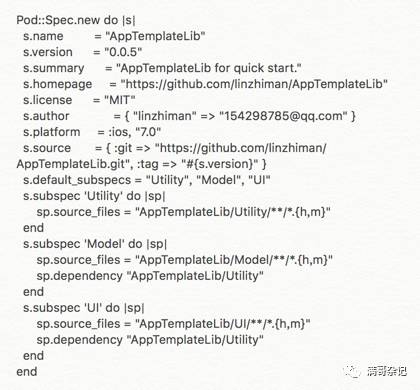 Pod::Spec.new do |s|
s.name = "AppTemplateLib"
s.version = "0.0.5"
s.summary = "AppTemplateLib for quick start."
s.homepage = "https://github.com/linzhiman/AppTemplateLib"
s.license = "MIT"
s.author = { "linzhiman" => "154298785@qq.com" }
s.platform = :ios, "7.0"
s.source = { :git => "https://github.com/linzhiman/
AppTemplateLib.git", :tag => "#{s.version}" }
s.default_subspecs = "Utility", "Model", "UI"
s.subspec 'Utility' do |sp|
sp.source_files = "AppTemplateLib/Utility/**/*.{h,m}"
end
s.subspec 'Model' do |sp|
sp.source_files = "AppTemplateLib/Model/**/*.{h,m}"
sp.dependency "AppTemplateLib/Utility"
end
s.subspec 'UI' do |sp|
sp.source_files = "AppTemplateLib/UI/**/*.{h,m}"
sp.dependency "AppTemplateLib/Utility"
end
end
满哥杂记